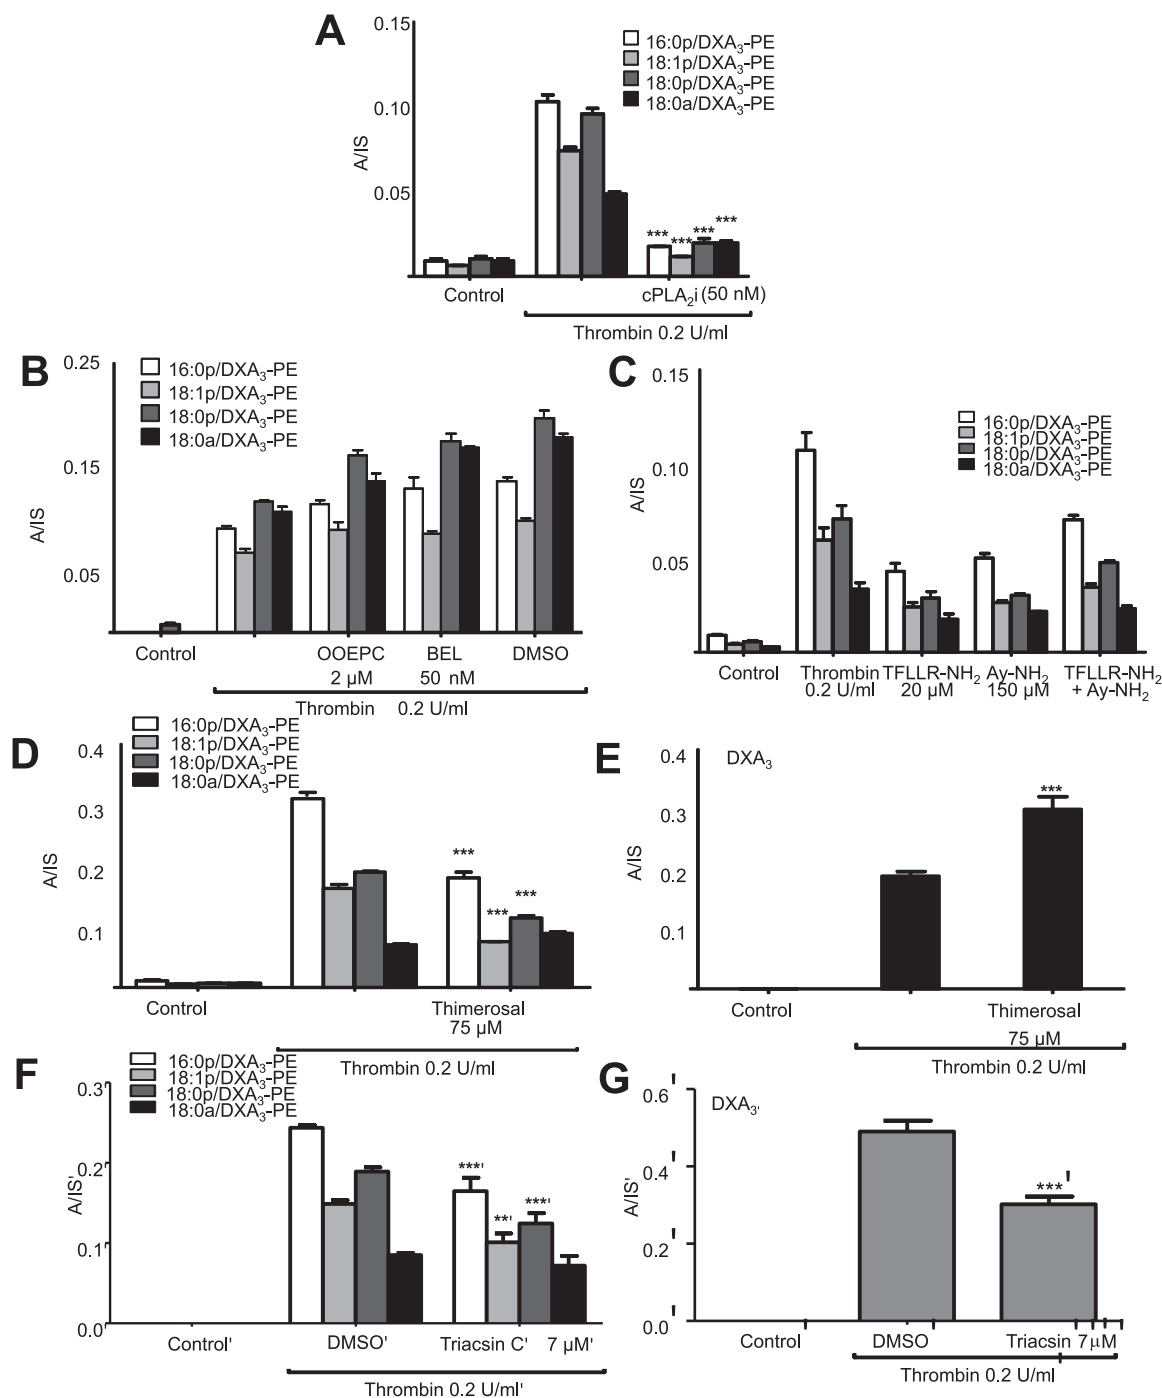 A
0.15
0.10
0.05
A/IS
16:0p/DXA₃-PE
18:1p/DXA₃-PE
18:0p/DXA₃-PE
18:0a/DXA₃-PE
*** *** *** ***
Control
cPLA₂i (50 nM)
Thrombin 0.2 U/ml
B
0.25
0.15
0.05
A/IS
16:0p/DXA₃-PE
18:1p/DXA₃-PE
18:0p/DXA₃-PE
18:0a/DXA₃-PE
Control
OOEPC
2 µM
BEL
50 nM
DMSO
Thrombin 0.2 U/ml
C
0.15
0.10
0.05
A/IS
16:0p/DXA₃-PE
18:1p/DXA₃-PE
18:0p/DXA₃-PE
18:0a/DXA₃-PE
Control
Thrombin
0.2 U/ml
TFLLR-NH₂
20 µM
Ay-NH₂
150 µM
TFLLR-NH₂
+ Ay-NH₂
D
0.4
0.3
0.2
0.1
A/IS
16:0p/DXA₃-PE
18:1p/DXA₃-PE
18:0p/DXA₃-PE
18:0a/DXA₃-PE
*** *** ***
Control
Thimerosal
75 µM
Thrombin 0.2 U/ml
E
DXA₃
0.4
0.3
0.2
0.1
A/IS
***
Control
Thimerosal
75 µM
Thrombin 0.2 U/ml
F
0.3'
0.2'
0.1'
0.0'
A/IS'
16:0p/DXA₃-PE
18:1p/DXA₃-PE
18:0p/DXA₃-PE
18:0a/DXA₃-PE
***' **' ***'
Control'
DMSO'
Triacsin C' 7 µM'
Thrombin 0.2 U/ml'
G
DXA₃'
0.6'
0.4'
0.2'
0.0'
A/IS'
***'
Control
DMSO
Triacsin 7µM
Thrombin 0.2 U/ml